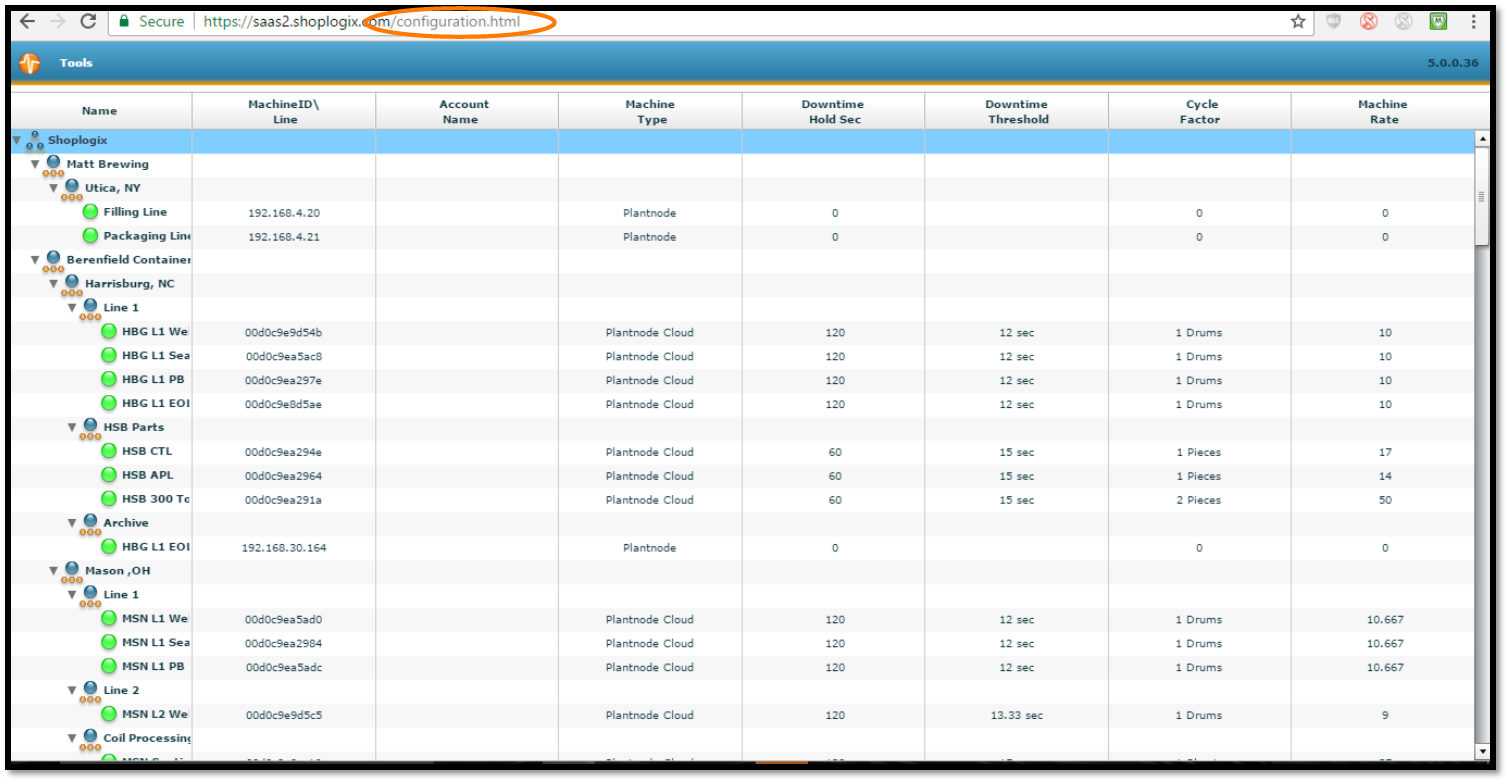 Secure https://saas2.shoplogix.com/configuration.html
Tools 5.0.0.36
Name MachineID\ Line Account Name Machine Type Downtime Hold Sec Downtime Threshold Cycle Factor Machine Rate
Shoplogix
Matt Brewing
Utica, NY
Filling Line 192.168.4.20 Plantnode 0 0 0
Packaging Line 192.168.4.21 Plantnode 0 0 0
Berenfield Container
Harrisburg, NC
Line 1
HBG L1 We 00d0c9e9d54b Plantnode Cloud 120 12 sec 1 Drums 10
HBG L1 Sea 00d0c9ea5ac8 Plantnode Cloud 120 12 sec 1 Drums 10
HBG L1 PB 00d0c9ea297e Plantnode Cloud 120 12 sec 1 Drums 10
HBG L1 EOL 00d0c9e8d5ae Plantnode Cloud 120 12 sec 1 Drums 10
HSB Parts
HSB CTL 00d0c9ea294e Plantnode Cloud 60 15 sec 1 Pieces 17
HSB APL 00d0c9ea2964 Plantnode Cloud 60 15 sec 1 Pieces 14
HSB 300 To 00d0c9ea291a Plantnode Cloud 60 15 sec 2 Pieces 50
Archive
HBG L1 EOL 192.168.30.164 Plantnode 0 0 0
Mason ,OH
Line 1
MSN L1 We 00d0c9ea5ad0 Plantnode Cloud 120 12 sec 1 Drums 10.667
MSN L1 Sea 00d0c9ea2984 Plantnode Cloud 120 12 sec 1 Drums 10.667
MSN L1 PB 00d0c9ea5adc Plantnode Cloud 120 12 sec 1 Drums 10.667
Line 2
MSN L2 We 00d0c9e9d5c5 Plantnode Cloud 120 13.33 sec 1 Drums 9
Coil Processing